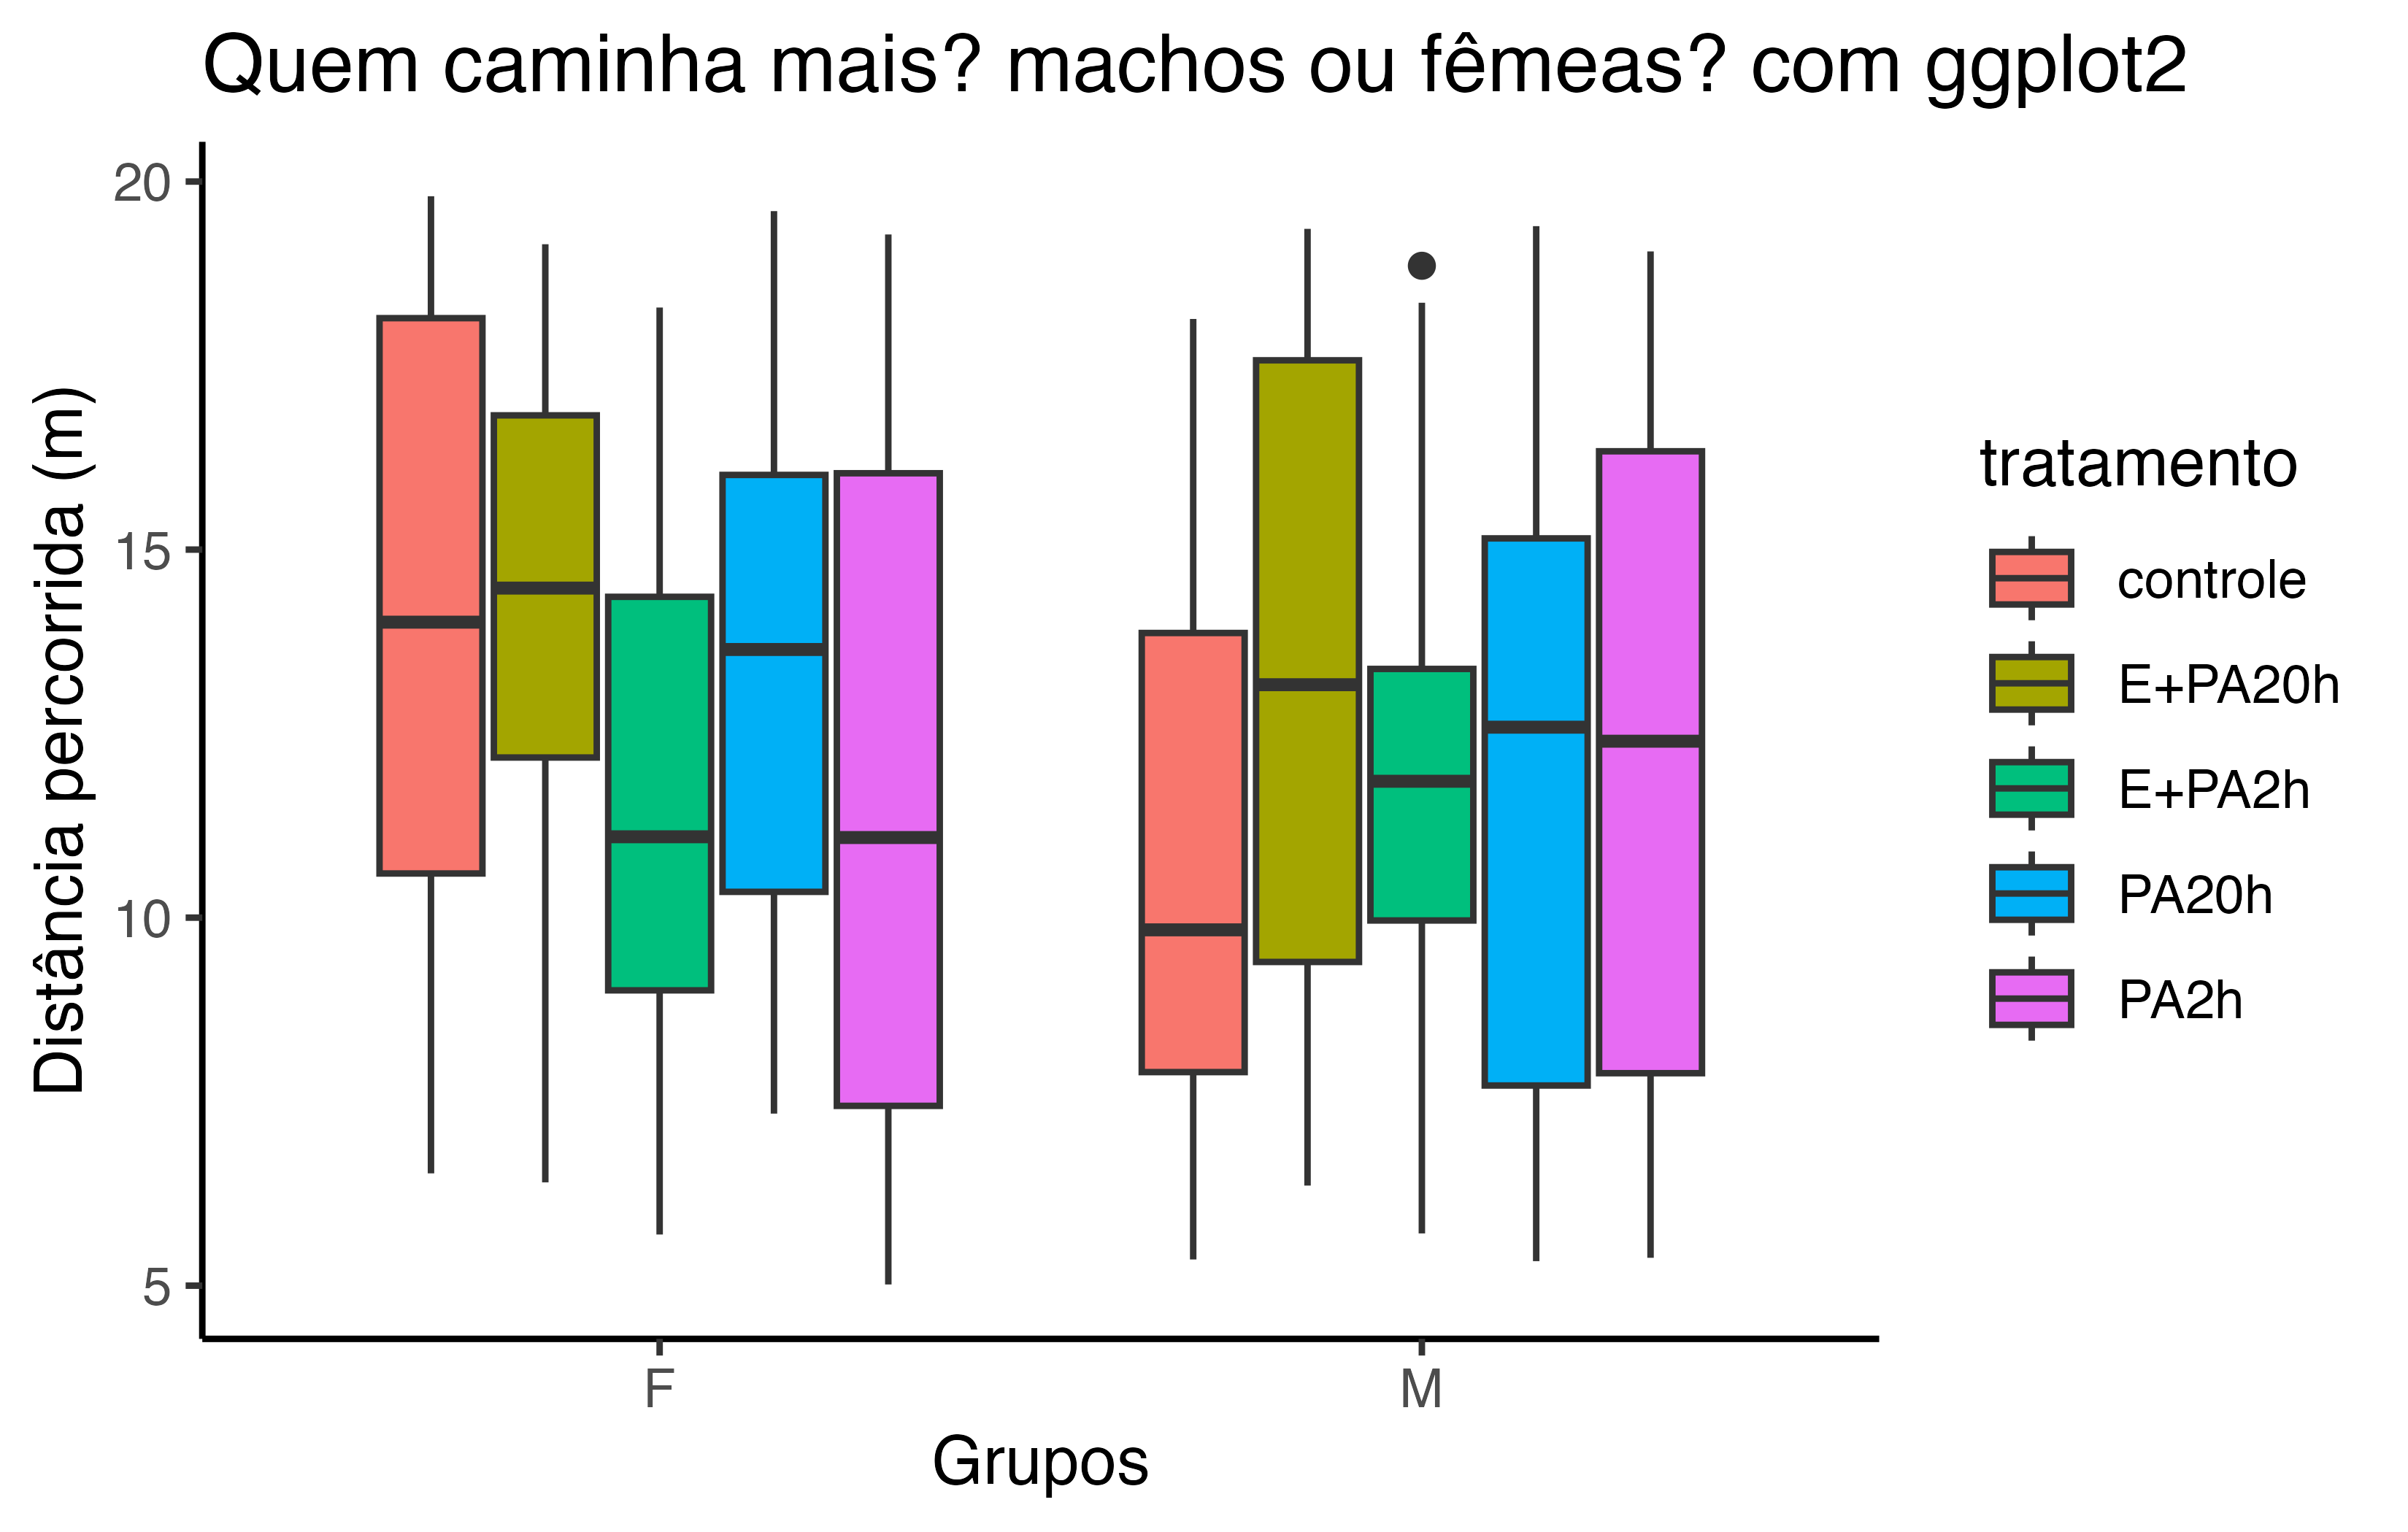 Quem caminha mais? machos ou fêmeas? com ggplot2
Distância percorrida (m)
20
15
10
5
F
M
Grupos
tratamento
controle
E+PA20h
E+PA2h
PA20h
PA2h